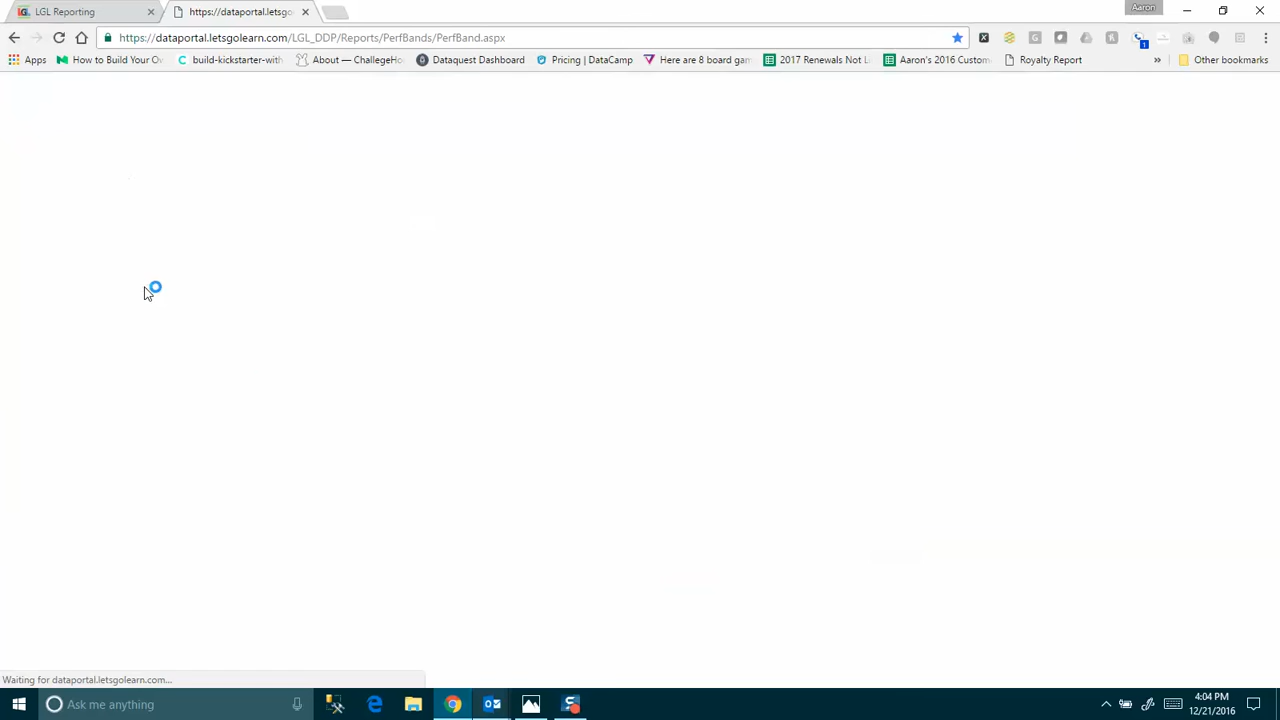 LGL Reporting
https://dataportal.letsgo
Aaron
https://dataportal.letsgolearn.com/LGL_DDP/Reports/PerfBands/PerfBand.aspx
Apps
How to Build Your Ov
build-kickstarter-with
About — ChallegeHo
Dataquest Dashboard
Pricing | DataCamp
Here are 8 board gam
2017 Renewals Not Li
Aaron's 2016 Custom
Royalty Report
»
Other bookmarks
Waiting for dataportal.letsgolearn.com...
Ask me anything
4:04 PM
12/21/2016